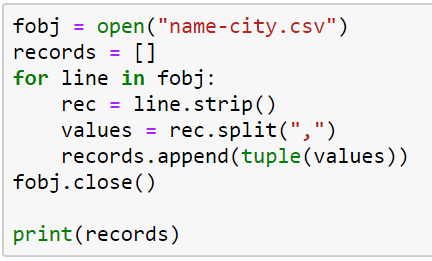 fobj = open("name-city.csv")
records = []
for line in fobj:
    rec = line.strip()
    values = rec.split(",")
    records.append(tuple(values))
fobj.close()

print(records)